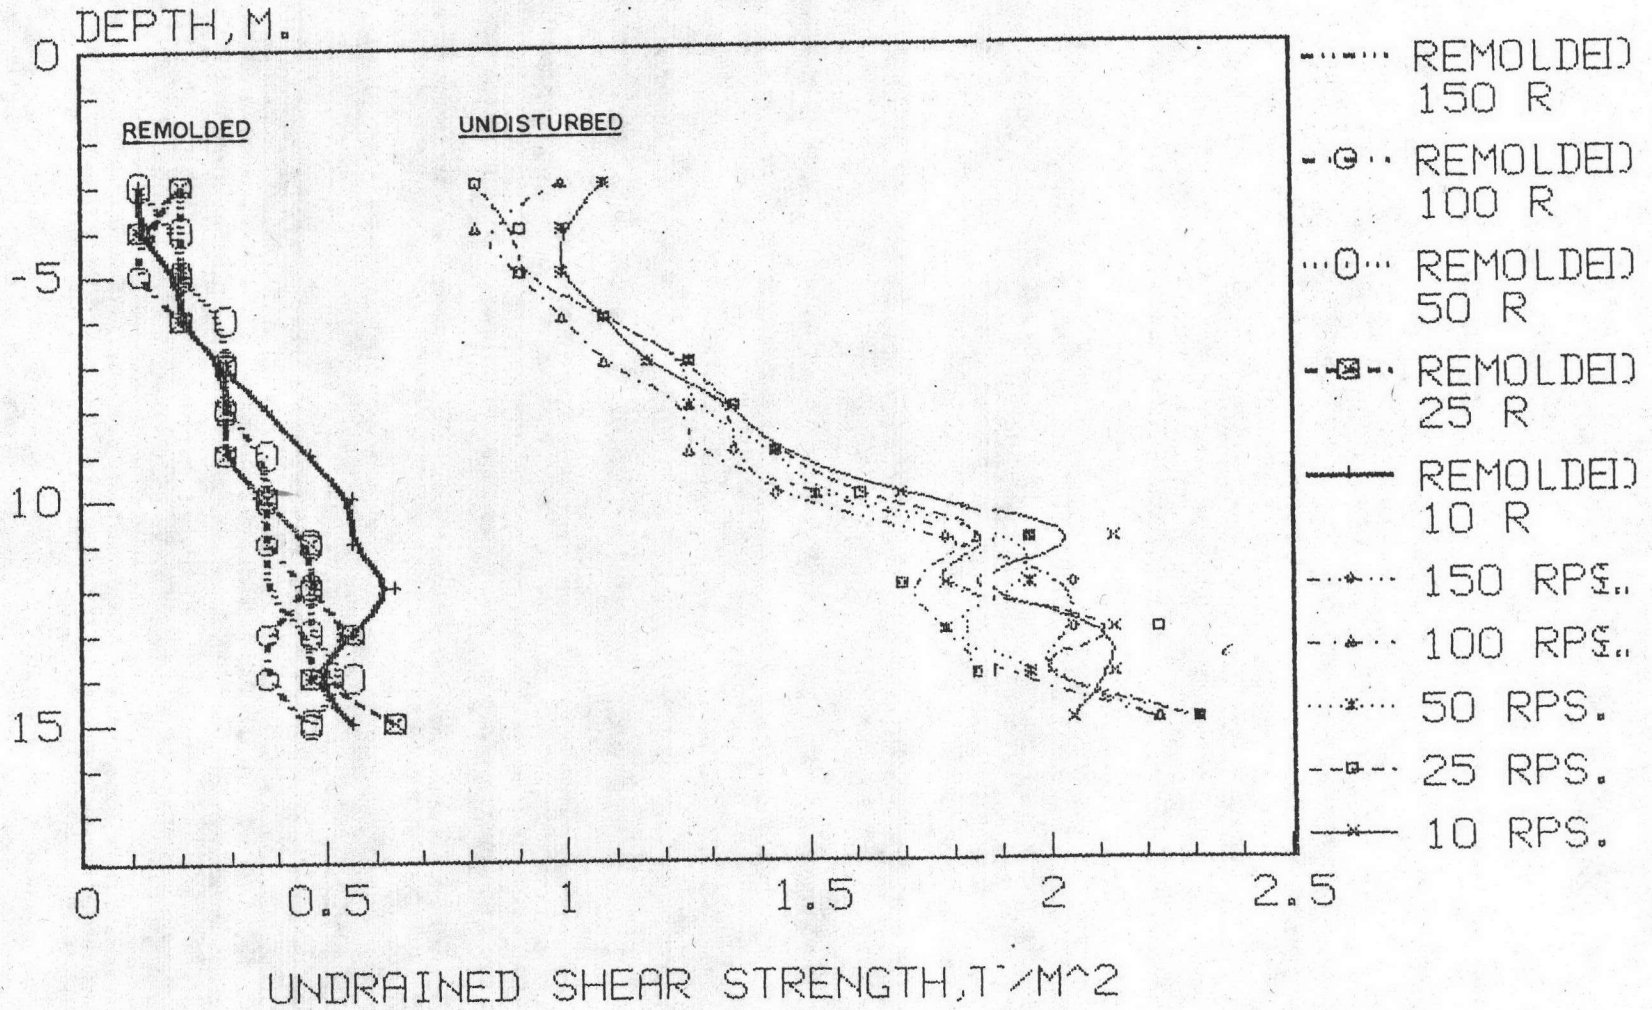 DEPTH,M.
0
-5
10
15
REMOLDED
UNDISTURBED
0
0.5
1
1.5
2
2.5
UNDRAINED SHEAR STRENGTH,T/M^2
REMOLDED
150 R
REMOLDED
100 R
REMOLDED
50 R
REMOLDED
25 R
REMOLDED
10 R
150 RPS.
100 RPS.
50 RPS.
25 RPS.
10 RPS.